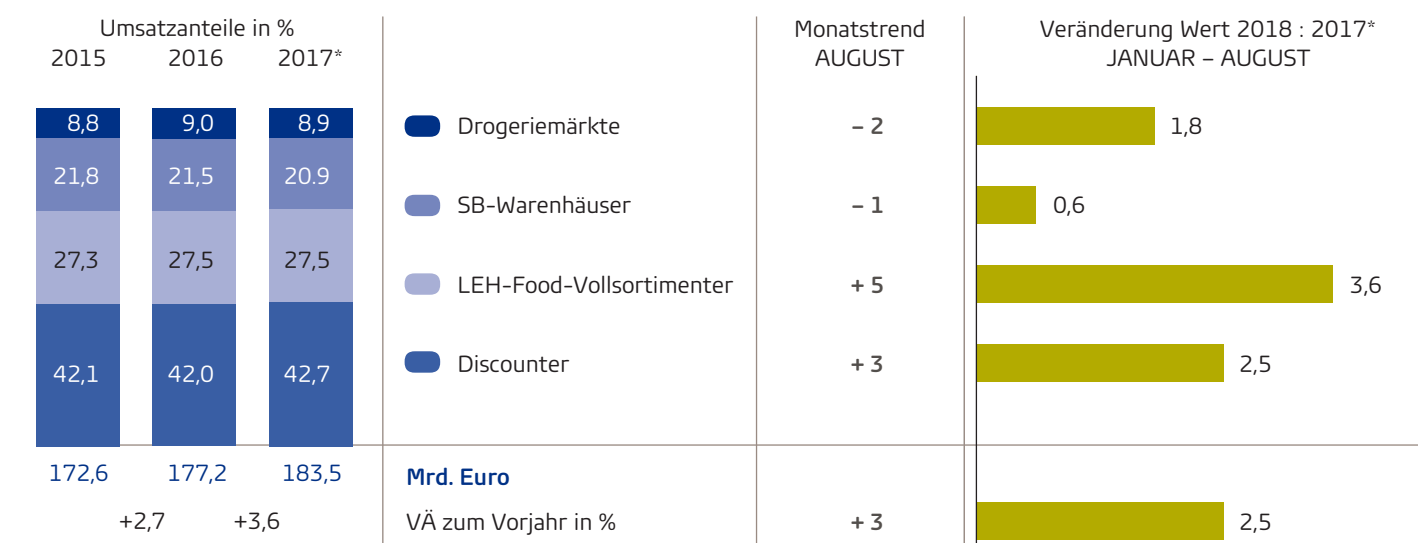 Umsatzanteile in %
2015 2016 2017*
Monatstrend
AUGUST
Veränderung Wert 2018 : 2017*
JANUAR – AUGUST
8,8 9,0 8,9 Drogeriemärkte – 2 1,8
21,8 21,5 20.9 SB-Warenhäuser – 1 0,6
27,3 27,5 27,5 LEH-Food-Vollsortimenter + 5 3,6
42,1 42,0 42,7 Discounter + 3 2,5
172,6 177,2 183,5 Mrd. Euro
+2,7 +3,6 VÄ zum Vorjahr in % + 3 2,5